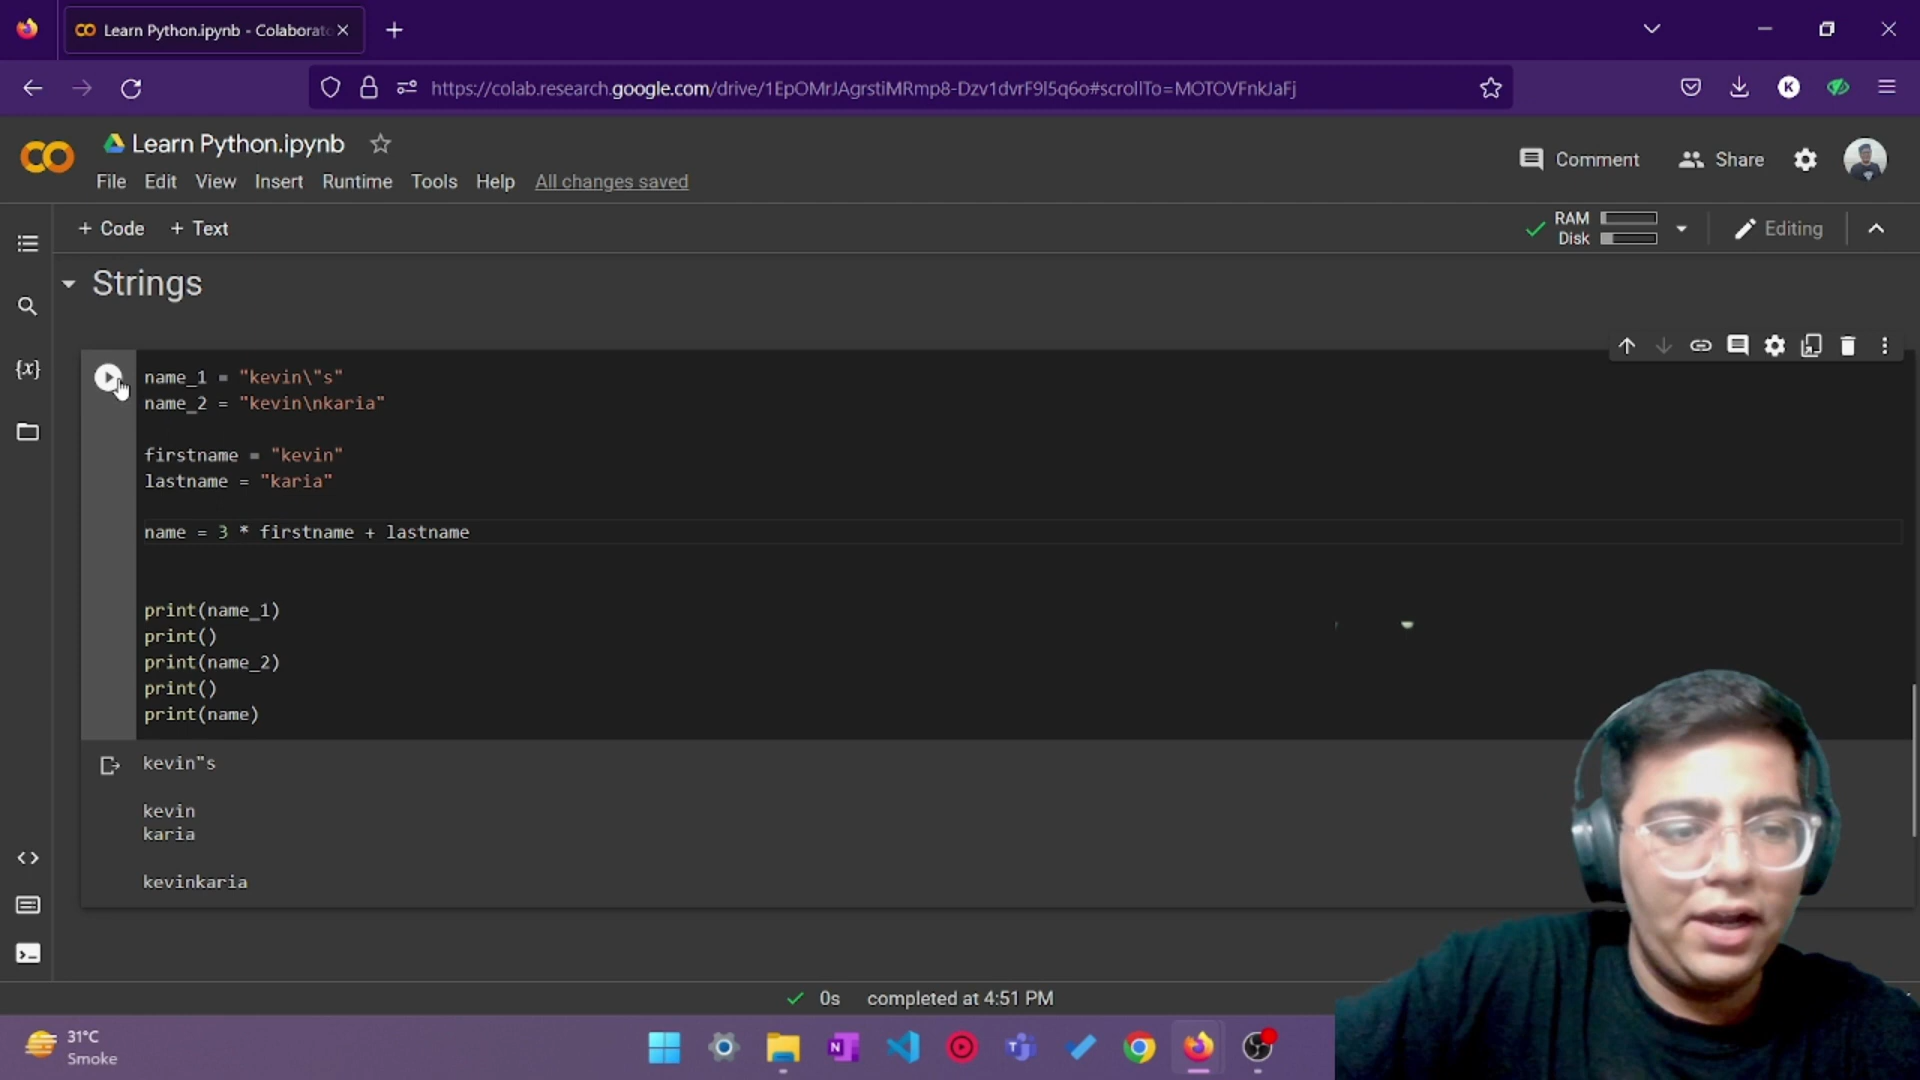 Learn Python.ipynb - Colaborato
https://colab.research.google.com/drive/1EpOMrJAgrstiMRmp8-Dzv1dvrF9l5q6o#scrollTo=MOTOVFnkJaFj
K
Learn Python.ipynb
Comment
Share
File Edit View Insert Runtime Tools Help All changes saved
+ Code + Text
RAM
Disk
Editing
Strings
{x}
name_1 = "kevin\"s"
name_2 = "kevin\nkaria"
firstname = "kevin"
lastname = "karia"
name = 3 * firstname + lastname
print(name_1)
print()
print(name_2)
print()
print(name)
kevin"s
kevin
karia
kevinkaria
0s completed at 4:51 PM
31°C
Smoke